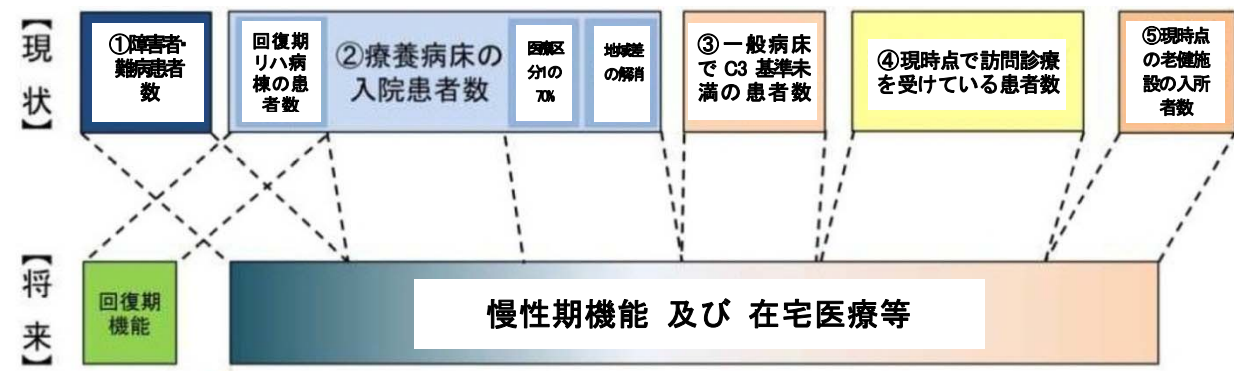 【現状】
①障害者・
難病患者
数
回復期
リハ病
棟の患
者数
②療養病床の
入院患者数
医療区
分1の
70%
地域差
の解消
③一般病床
で C3 基準未
満の患者数
④現時点で訪問診療
を受けている患者数
⑤現時点
の老健施
設の入所
者数
【将来】
回復期
機能
慢性期機能 及び 在宅医療等